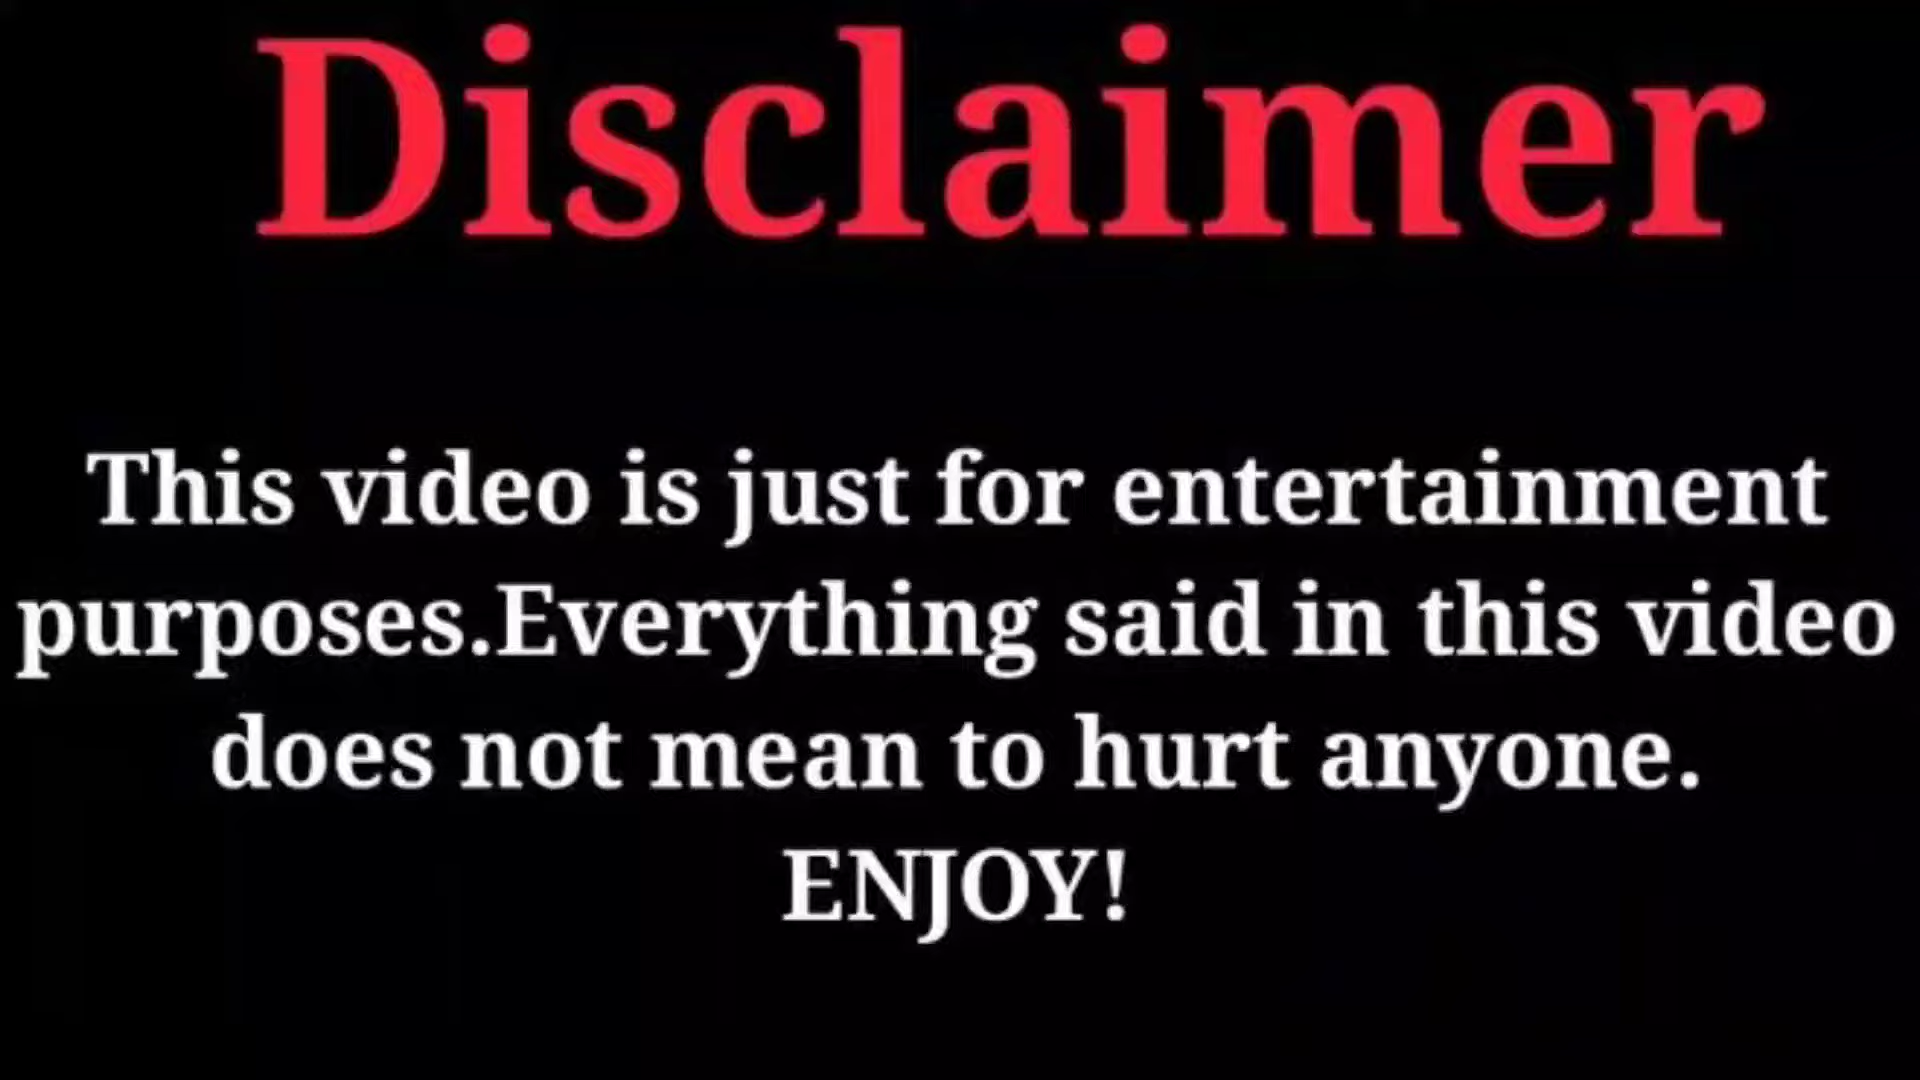 Disclaimer
This video is just for entertainment
purposes.Everything said in this video
does not mean to hurt anyone.
ENJOY!